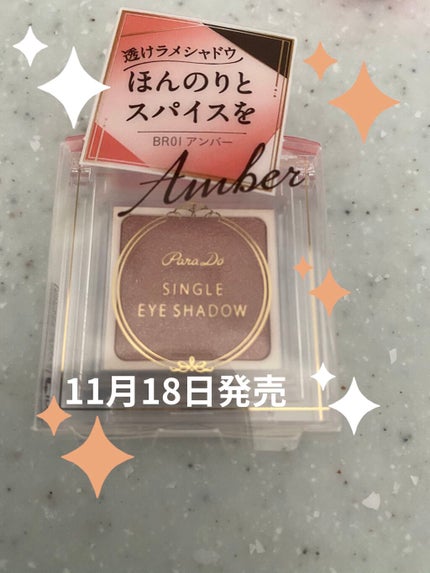 透けラメシャドウ
ほんのりと
スパイスを
BR01 アンバー
Amber
Para Do
SINGLE
EYE SHADOW
11月18日発売